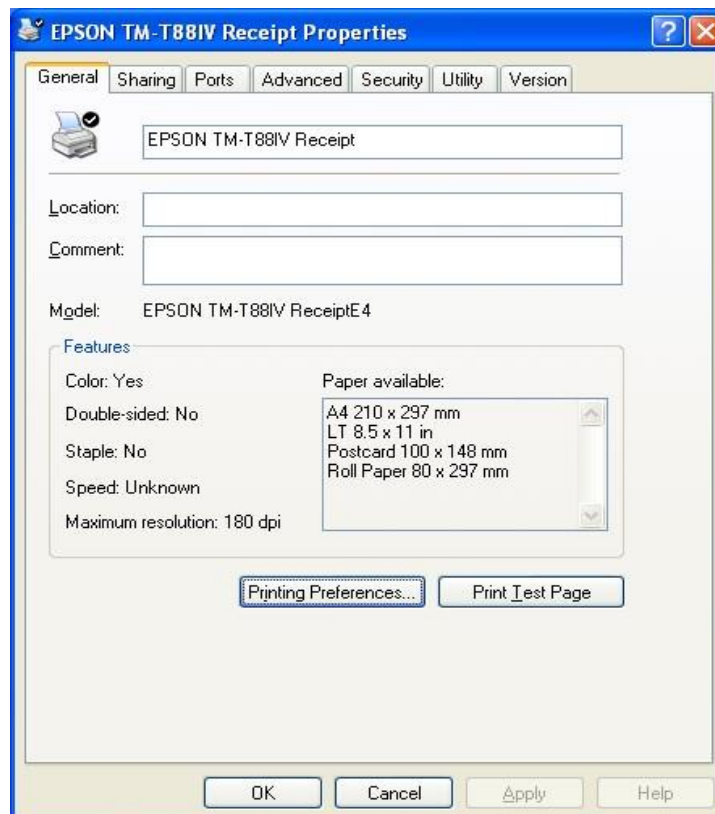 EPSON TM-T88IV Receipt Properties
?
General Sharing Ports Advanced Security Utility Version
EPSON TM-T88IV Receipt
Location:
Comment:
Model: EPSON TM-T88IV ReceiptE4
Features
Color: Yes
Double-sided: No
Staple: No
Speed: Unknown
Maximum resolution: 180 dpi
Paper available:
A4 210 x 297 mm
LT 8.5 x 11 in
Postcard 100 x 148 mm
Roll Paper 80 x 297 mm
Printing Preferences... Print Test Page
OK Cancel Apply Help